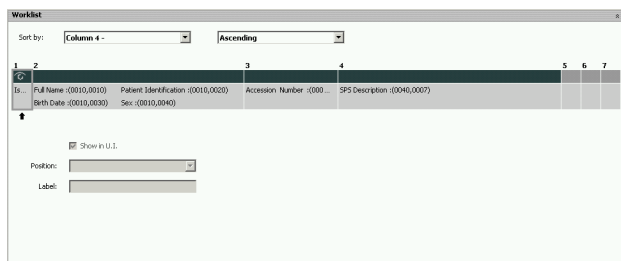 Worklist
Sort by: Column 4 - Ascending
1 2 3 4 5 6 7
Is... Full Name :(0010,0010) Patient Identification :(0010,0020) Accession Number :(000... SPS Description :(0040,0007)
Birth Date :(0010,0030) Sex :(0010,0040)
Show in U.I.
Position:
Label: